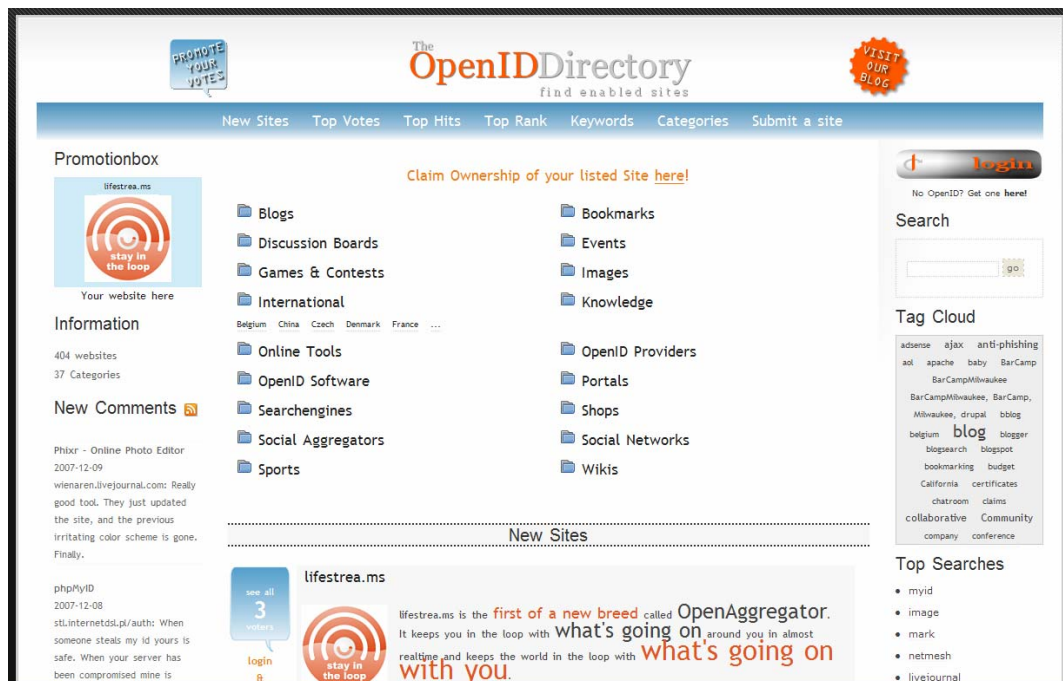 PROMOTE
YOUR
VOTES
The
OpenIDDirectory
find enabled sites
VISIT
OUR
BLOG
New Sites Top Votes Top Hits Top Rank Keywords Categories Submit a site
Promotionbox
lifestrea.ms
stay in
the loop
Your website here
Information
404 websites
37 Categories
New Comments
Phixr - Online Photo Editor
2007-12-09
wienaren.livejournal.com: Really
good tool. They just updated
the site, and the previous
irritating color scheme is gone.
Finally.
phpMyID
2007-12-08
stl.internetdsl.pl/auth: When
someone steals my id yours is
safe. When your server has
been compromised mine is
Claim Ownership of your listed Site here!
Blogs
Bookmarks
Discussion Boards
Events
Games & Contests
Images
International
Knowledge
Belgium China Czech Denmark France ...
Online Tools
OpenID Providers
OpenID Software
Portals
Searchengines
Shops
Social Aggregators
Social Networks
Sports
Wikis
New Sites
see all
3
voters
login
&
lifestrea.ms
stay in
the loop
lifestrea.ms is the first of a new breed called OpenAggregator.
It keeps you in the loop with what's going on around you in almost
realtime and keeps the world in the loop with what's going on
with you.
login
No OpenID? Get one here!
Search
go
Tag Cloud
adsense ajax anti-phishing
aol apache baby BarCamp
BarCampMilwaukee
BarCampMilwaukee, BarCamp,
Milwaukee, drupal bblog
belgium blog blogger
blogsearch blogspot
bookmarking budget
California certificates
chatroom claims
collaborative Community
company conference
Top Searches
myid
image
mark
netmesh
livejournal